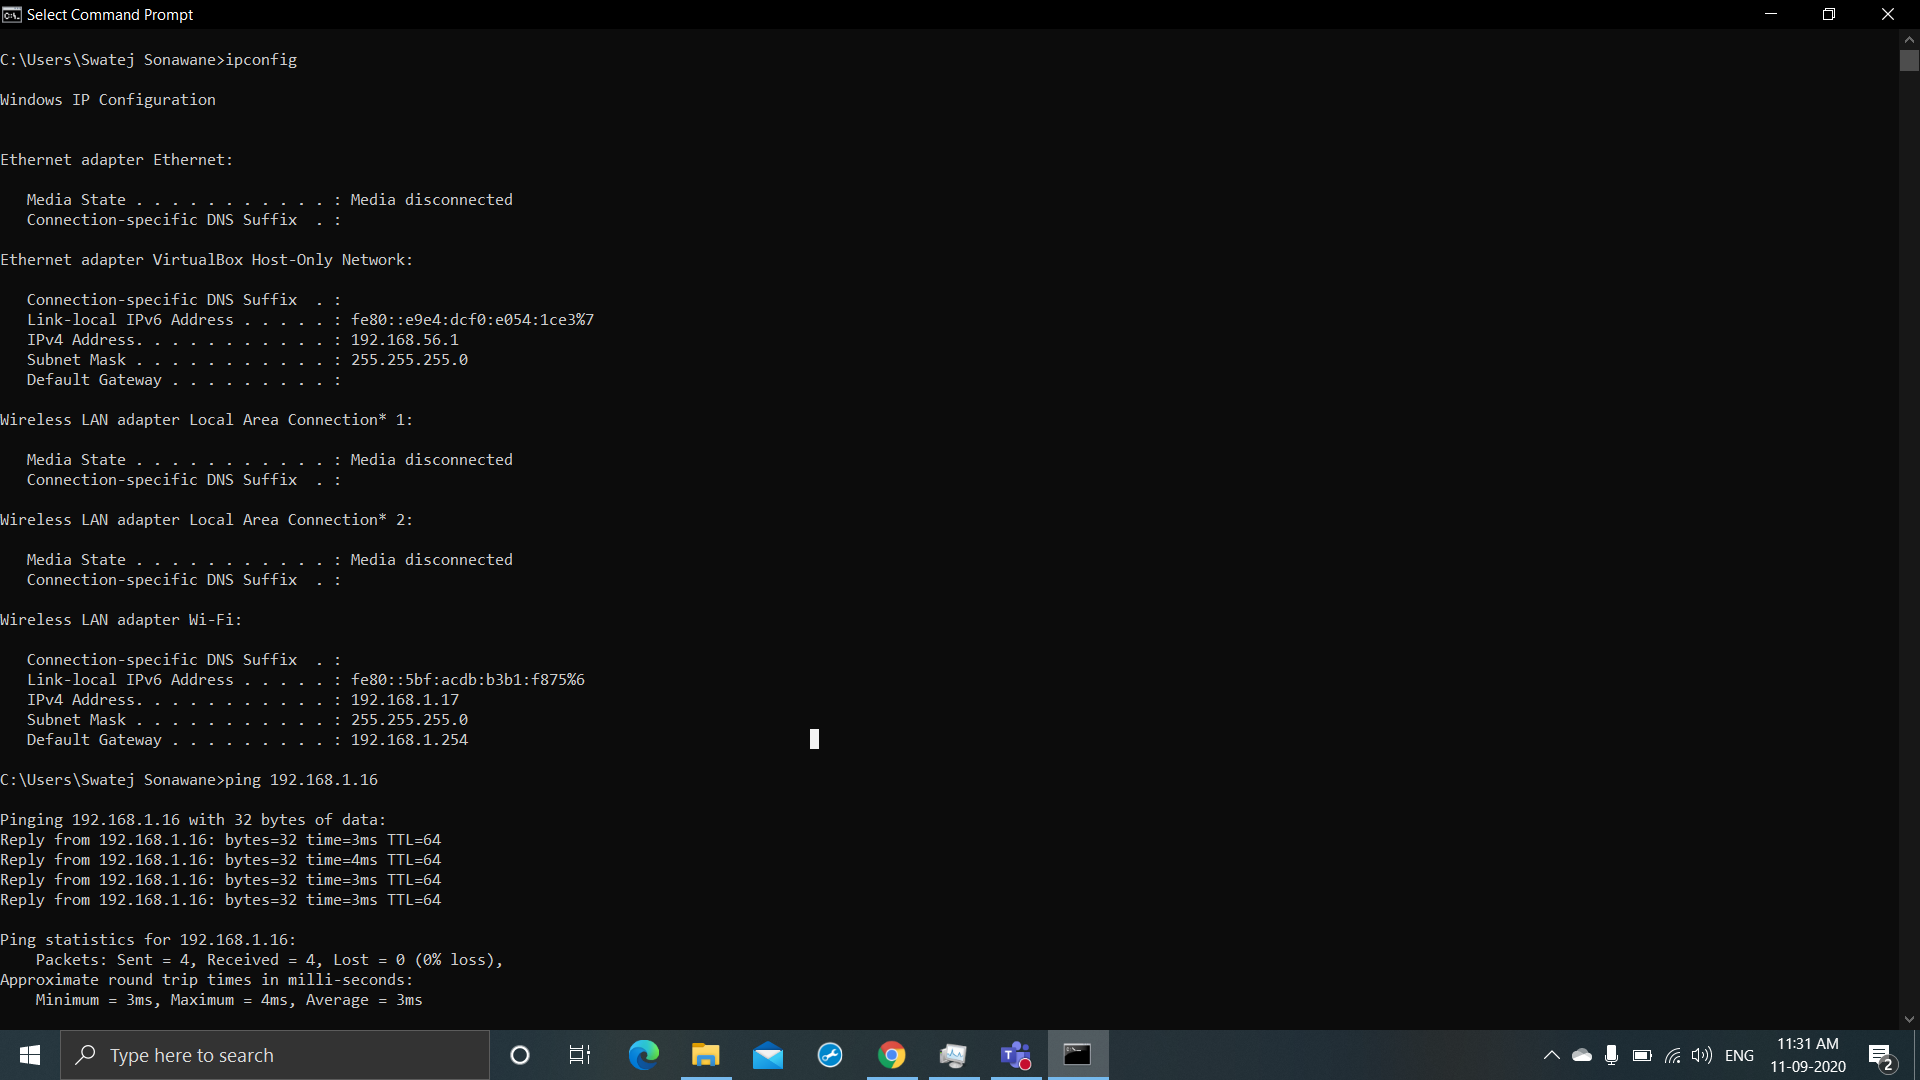 Select Command Prompt
C:\Users\Swatej Sonawane>ipconfig
Windows IP Configuration
Ethernet adapter Ethernet:
   Media State . . . . . . . . . . . : Media disconnected
   Connection-specific DNS Suffix  . :
Ethernet adapter VirtualBox Host-Only Network:
   Connection-specific DNS Suffix  . :
   Link-local IPv6 Address . . . . . : fe80::e9e4:dcf0:e054:1ce3%7
   IPv4 Address. . . . . . . . . . . : 192.168.56.1
   Subnet Mask . . . . . . . . . . . : 255.255.255.0
   Default Gateway . . . . . . . . . :
Wireless LAN adapter Local Area Connection* 1:
   Media State . . . . . . . . . . . : Media disconnected
   Connection-specific DNS Suffix  . :
Wireless LAN adapter Local Area Connection* 2:
   Media State . . . . . . . . . . . : Media disconnected
   Connection-specific DNS Suffix  . :
Wireless LAN adapter Wi-Fi:
   Connection-specific DNS Suffix  . :
   Link-local IPv6 Address . . . . . : fe80::5bf:acdb:b3b1:f875%6
   IPv4 Address. . . . . . . . . . . : 192.168.1.17
   Subnet Mask . . . . . . . . . . . : 255.255.255.0
   Default Gateway . . . . . . . . . : 192.168.1.254
C:\Users\Swatej Sonawane>ping 192.168.1.16
Pinging 192.168.1.16 with 32 bytes of data:
Reply from 192.168.1.16: bytes=32 time=3ms TTL=64
Reply from 192.168.1.16: bytes=32 time=4ms TTL=64
Reply from 192.168.1.16: bytes=32 time=3ms TTL=64
Reply from 192.168.1.16: bytes=32 time=3ms TTL=64
Ping statistics for 192.168.1.16:
    Packets: Sent = 4, Received = 4, Lost = 0 (0% loss),
Approximate round trip times in milli-seconds:
    Minimum = 3ms, Maximum = 4ms, Average = 3ms
Type here to search
ENG
11:31 AM
11-09-2020
2